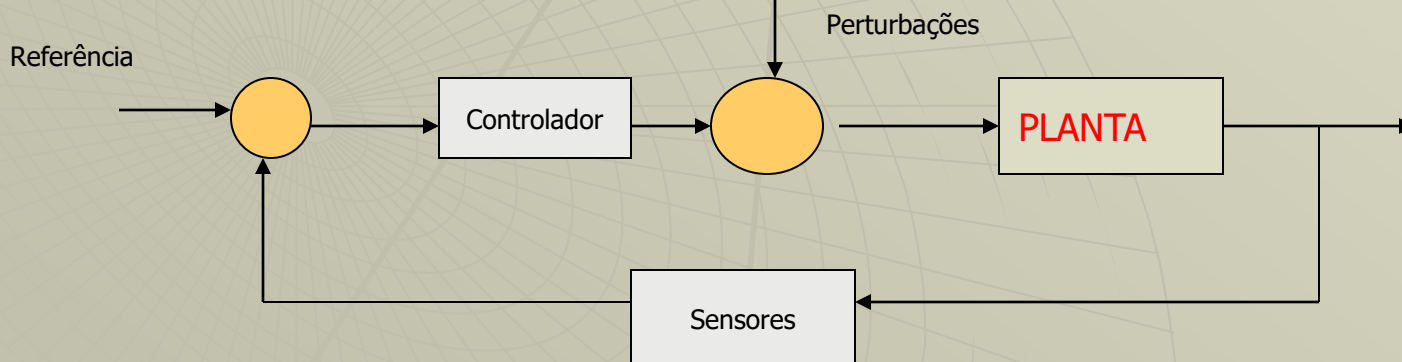 Perturbações
Referência
Controlador
PLANTA
Sensores